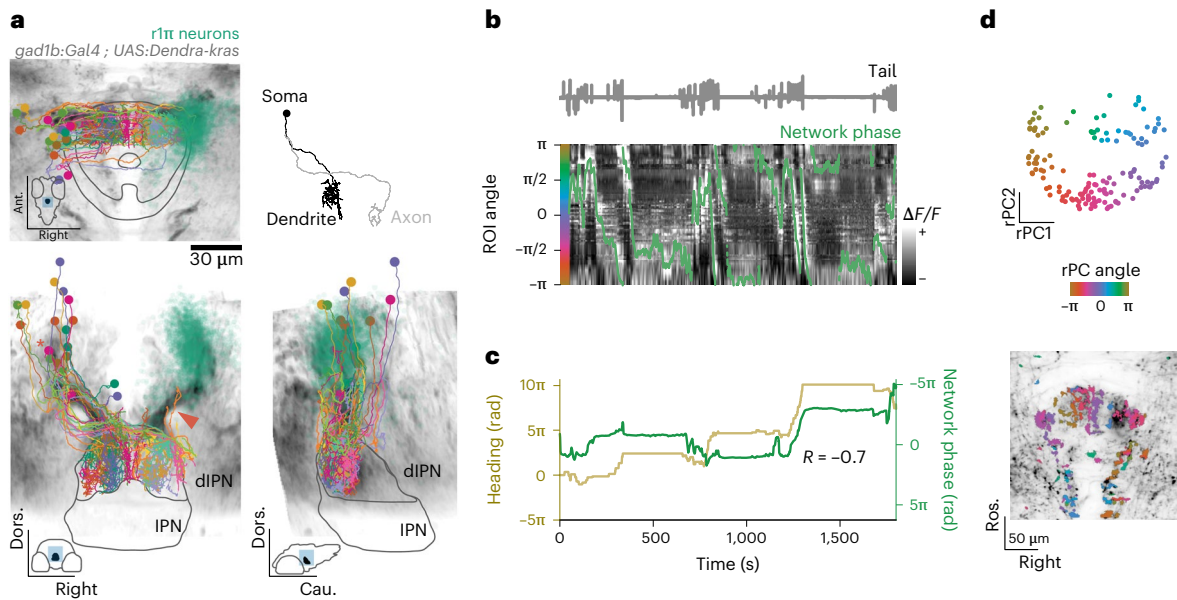 a
r1π neurons
gad1b:Gal4 ; UAS:Dendra-kras
Ant.
Right
30 μm
Soma
Dendrite
Axon
*
dIPN
IPN
Dors.
Right
dIPN
IPN
Dors.
Cau.
b
Tail
Network phase
ROI angle
π
π/2
0
−π/2
−π
ΔF/F
+
−
c
Heading (rad)
10π
5π
0
−5π
R = −0.7
−5π
0
5π
Network phase (rad)
0
500
1,000
1,500
Time (s)
d
rPC2
rPC1
rPC angle
−π 0 π
Ros.
50 μm
Right